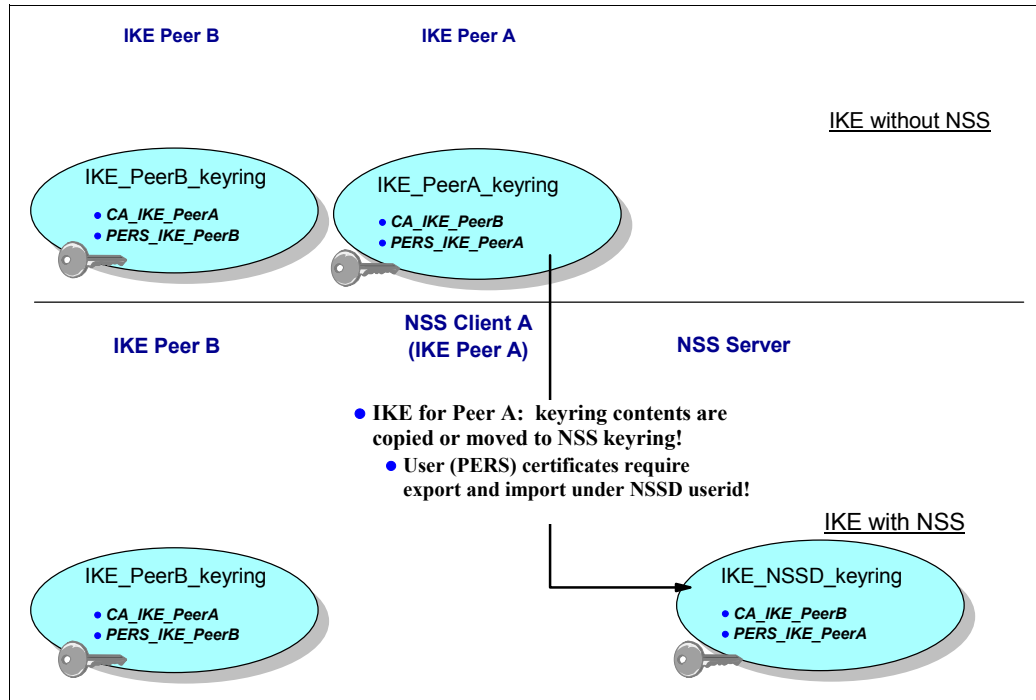 IKE Peer B
IKE Peer A
IKE without NSS
IKE_PeerB_keyring
• CA_IKE_PeerA
• PERS_IKE_PeerB
IKE_PeerA_keyring
• CA_IKE_PeerB
• PERS_IKE_PeerA
IKE Peer B
NSS Client A
(IKE Peer A)
NSS Server
• IKE for Peer A: keyring contents are
copied or moved to NSS keyring!
• User (PERS) certificates require
export and import under NSSD userid!
IKE with NSS
IKE_PeerB_keyring
• CA_IKE_PeerA
• PERS_IKE_PeerB
IKE_NSSD_keyring
• CA_IKE_PeerB
• PERS_IKE_PeerA